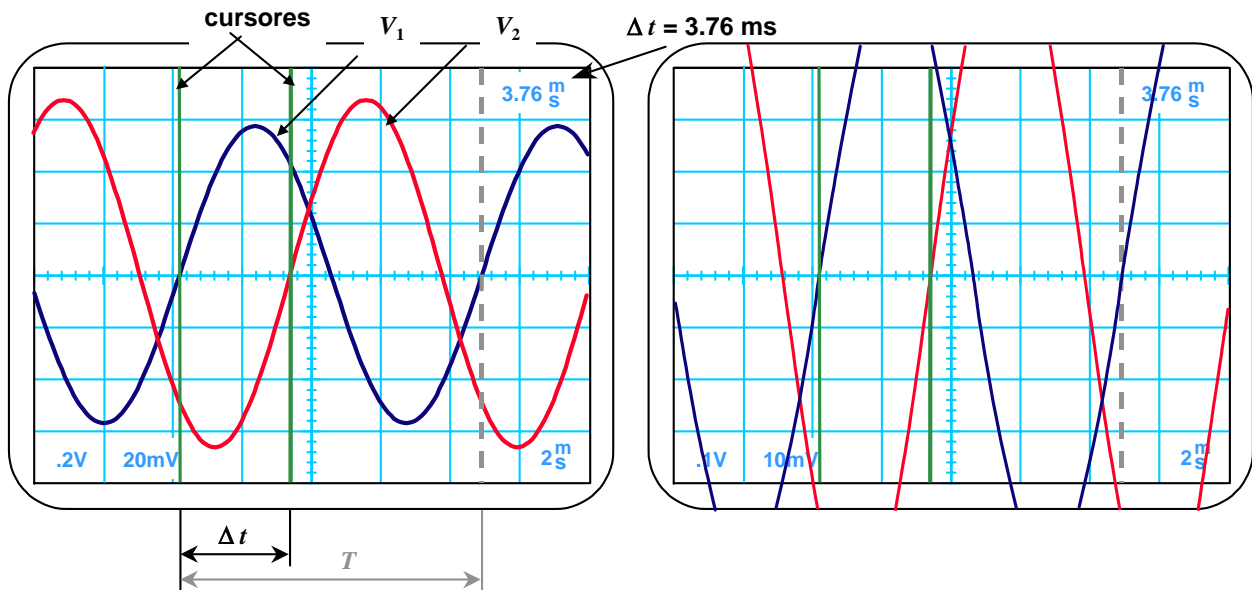 cursores V1 V2 Δt = 3.76 ms
3.76 ms
.2V 20mV 2ms
Δt
T
3.76 ms
.1V 10mV 2ms